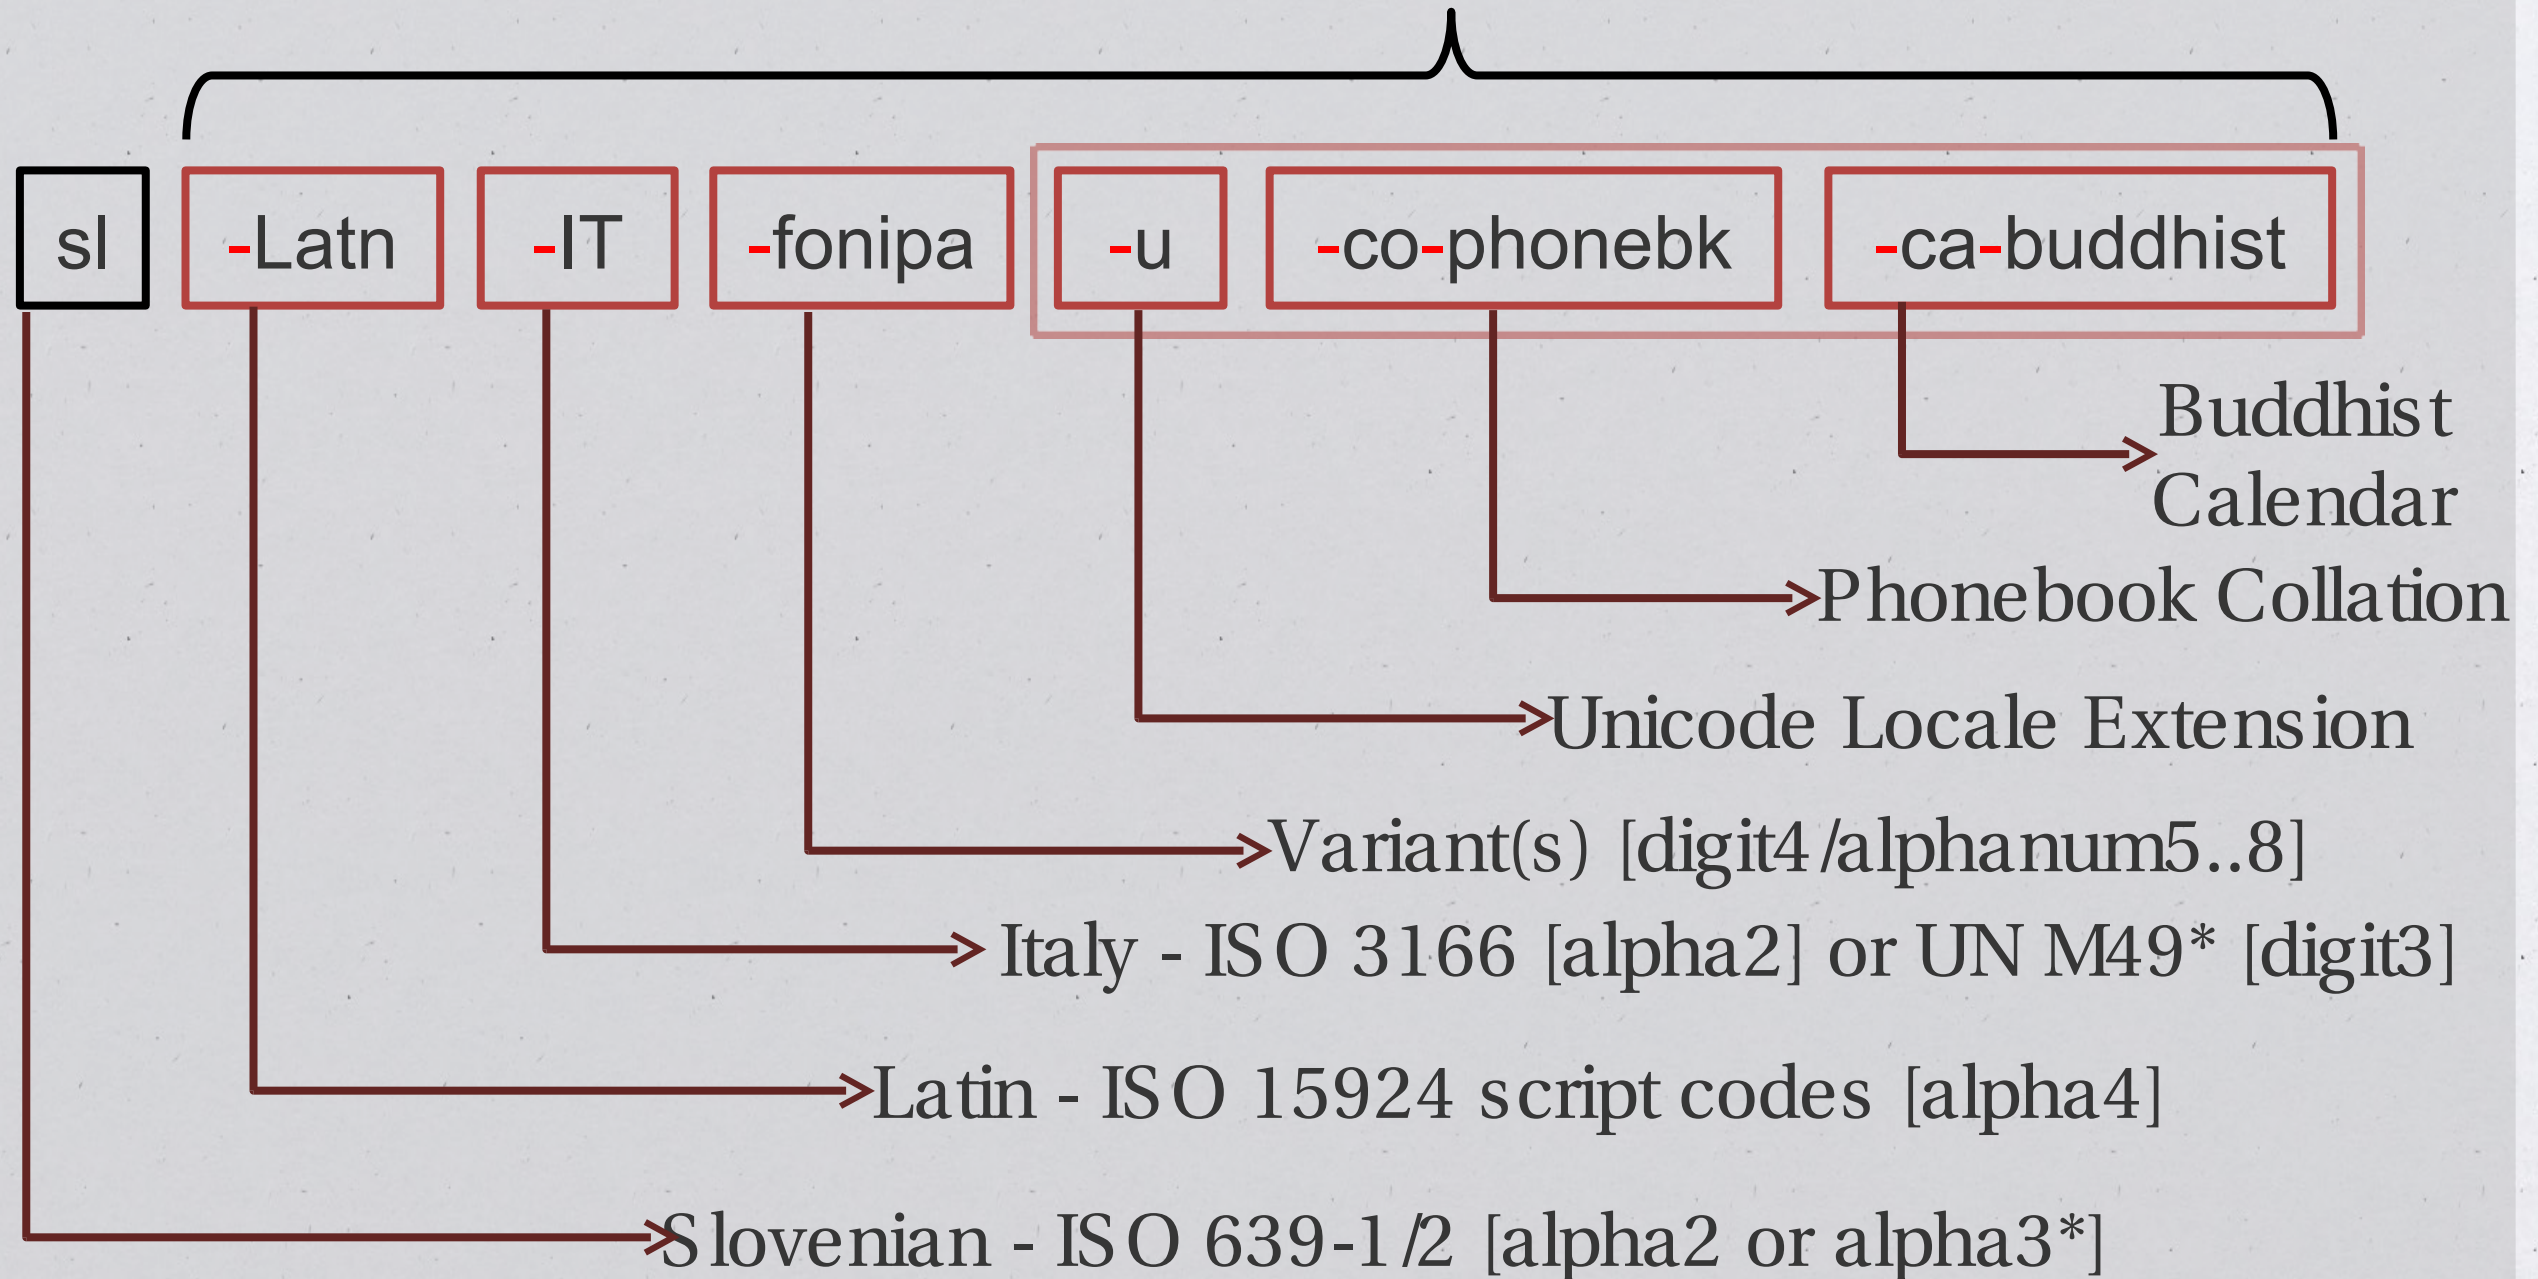 sl -Latn -IT -fonipa -u -co-phonebk -ca-buddhist
Buddhist
Calendar
Phonebook Collation
Unicode Locale Extension
Variant(s) [digit4/alphanum5..8]
Italy - ISO 3166 [alpha2] or UN M49* [digit3]
Latin - ISO 15924 script codes [alpha4]
Slovenian - ISO 639-1/2 [alpha2 or alpha3*]